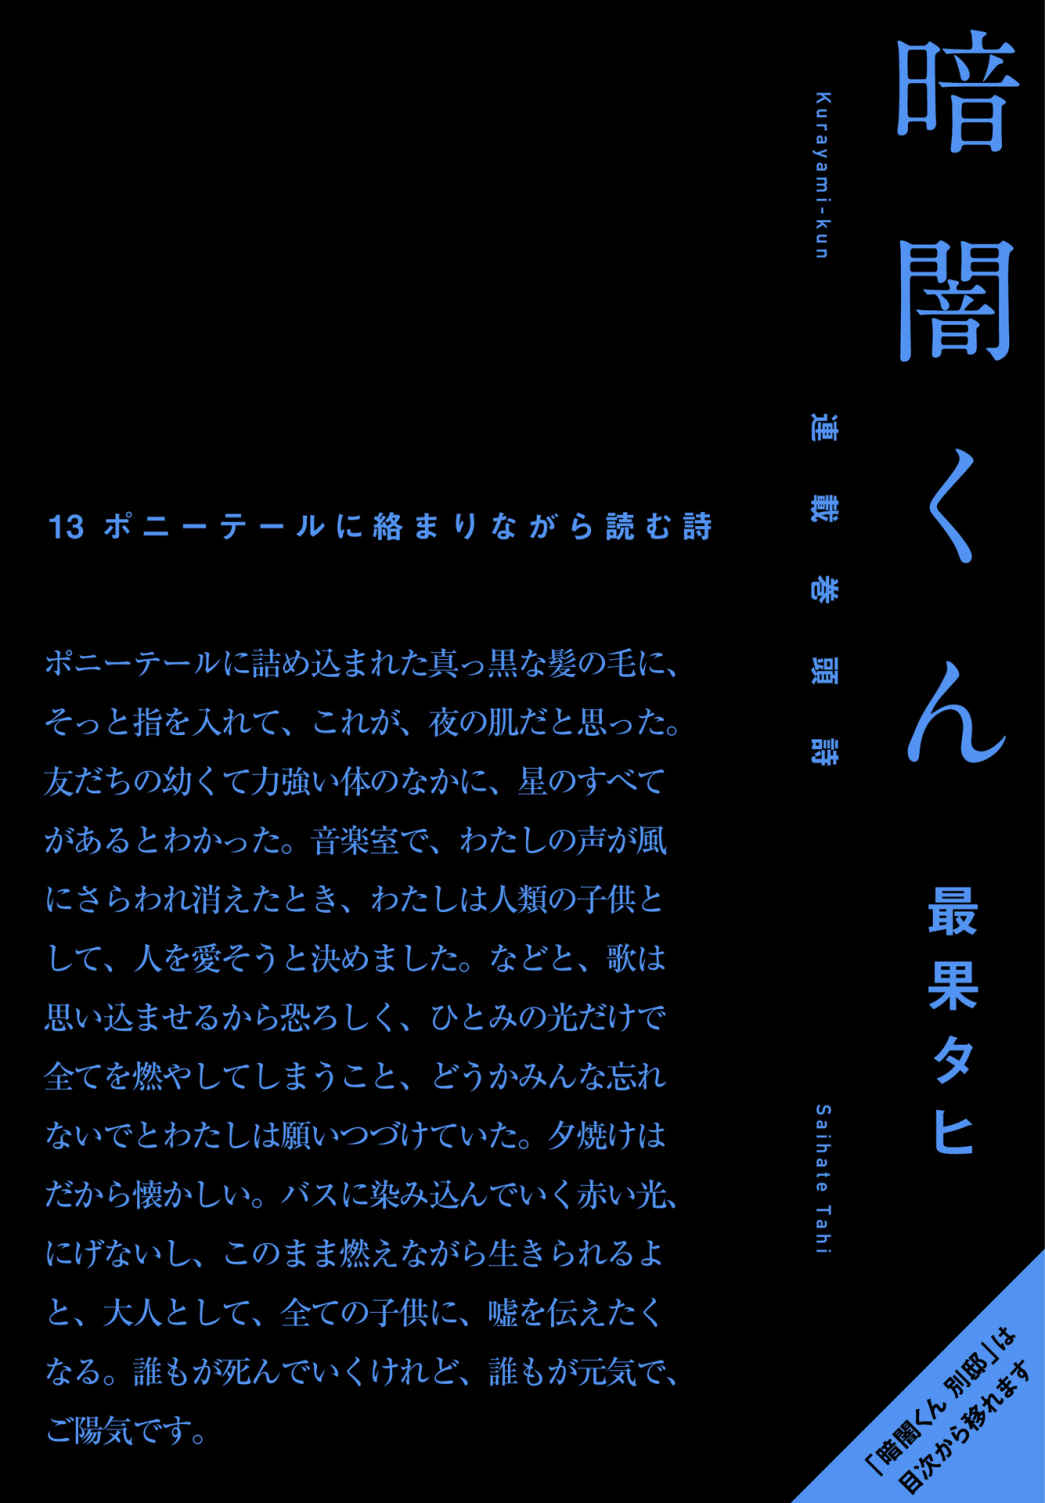 暗闇くん
Kurayami-kun
連載巻頭詩
最果タヒ
Saihate Tahi
13 ポニーテールに絡まりながら読む詩
ポニーテールに詰め込まれた真っ黒な髪の毛に、
そっと指を入れて、これが、夜の肌だと思った。
友だちの幼くて力強い体のなかに、星のすべて
があるとわかった。音楽室で、わたしの声が風
にさらわれ消えたとき、わたしは人類の子供と
して、人を愛そうと決めました。などと、歌は
思い込ませるから恐ろしく、ひとみの光だけで
全てを燃やしてしまうこと、どうかみんな忘れ
ないでとわたしは願いつづけていた。夕焼けは
だから懐かしい。バスに染み込んでいく赤い光、
にげないし、このまま燃えながら生きられるよ
と、大人として、全ての子供に、嘘を伝えたく
なる。誰もが死んでいくけれど、誰もが元気で、
ご陽気です。
「暗闇くん 別邸」は
目次から移れます